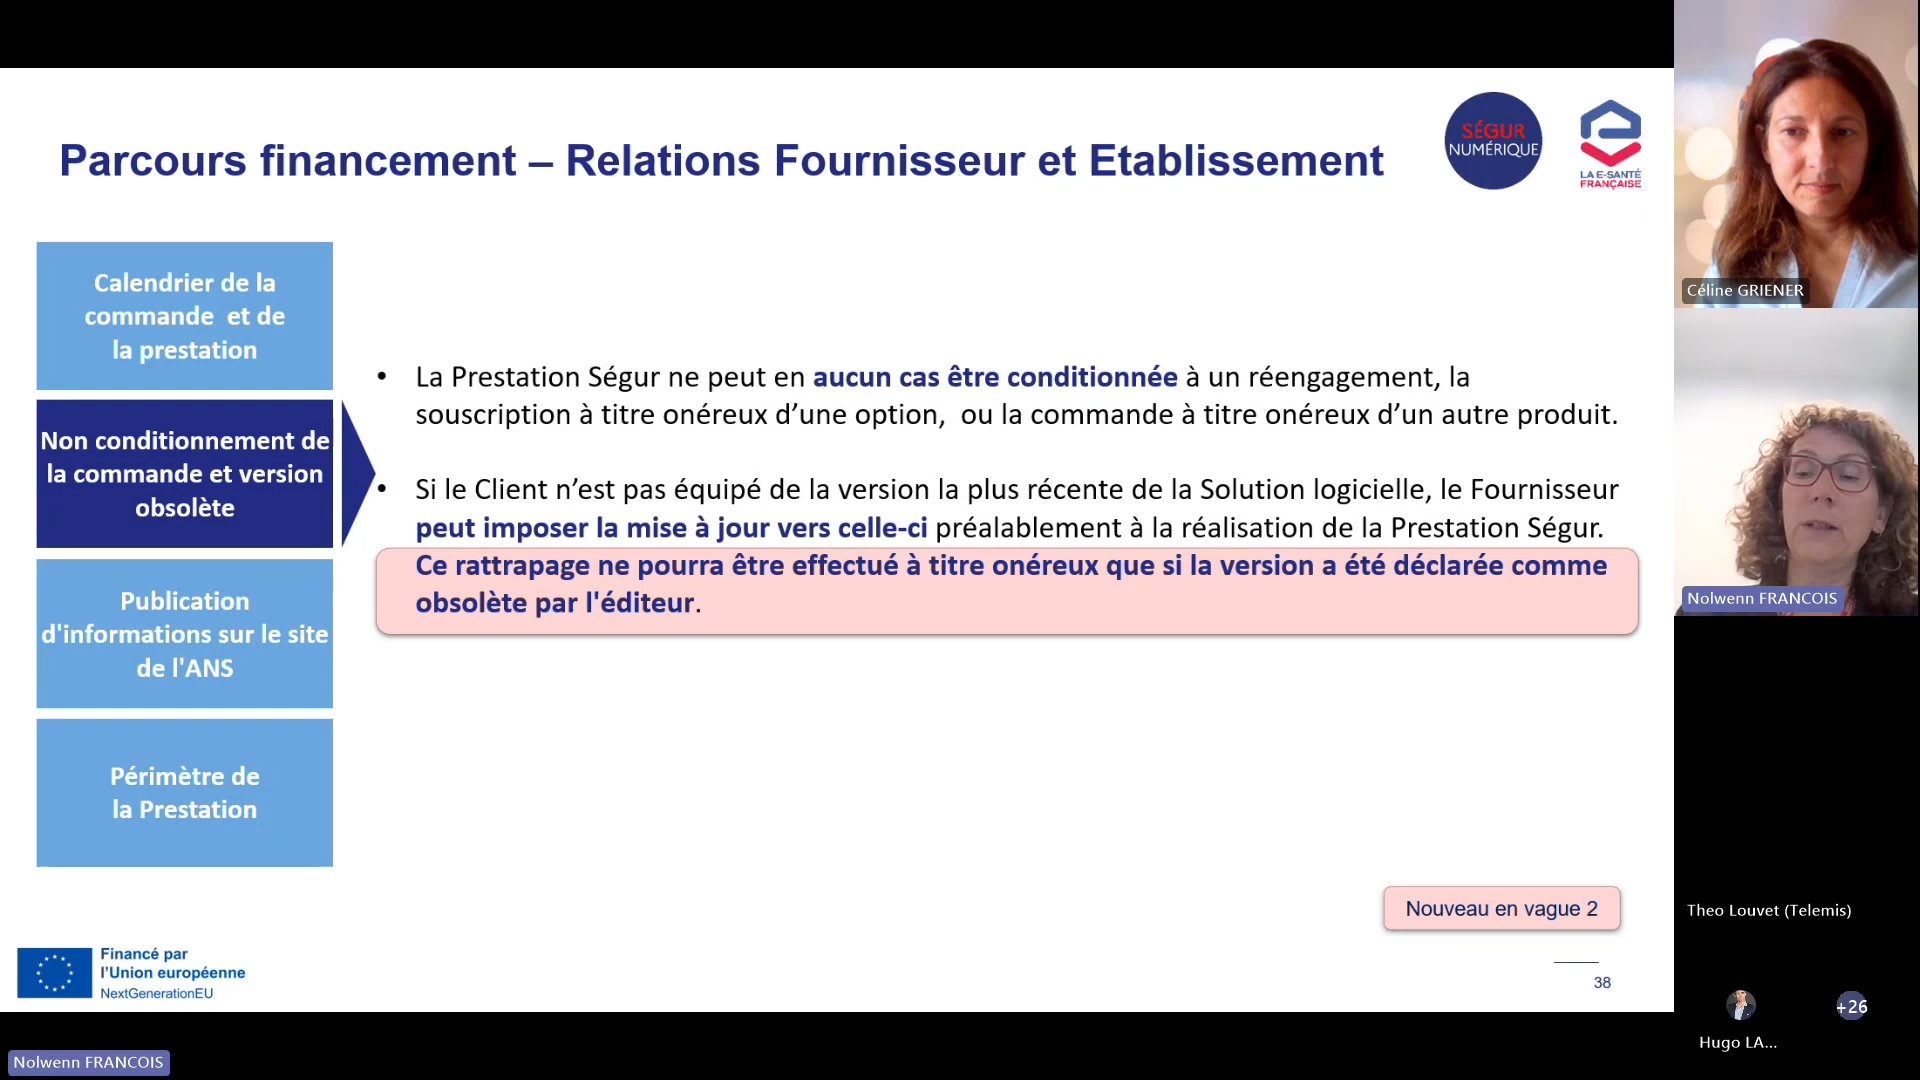 Parcours financement – Relations Fournisseur et Etablissement
SÉGUR
NUMÉRIQUE
LA E-SANTÉ
FRANÇAISE
Calendrier de la
commande et de
la prestation
Non conditionnement de
la commande et version
obsolète
Publication
d'informations sur le site
de l'ANS
Périmètre de
la Prestation
• La Prestation Ségur ne peut en aucun cas être conditionnée à un réengagement, la
souscription à titre onéreux d’une option, ou la commande à titre onéreux d’un autre produit.
• Si le Client n’est pas équipé de la version la plus récente de la Solution logicielle, le Fournisseur
peut imposer la mise à jour vers celle-ci préalablement à la réalisation de la Prestation Ségur.
Ce rattrapage ne pourra être effectué à titre onéreux que si la version a été déclarée comme
obsolète par l'éditeur.
Nouveau en vague 2
Financé par
l’Union européenne
NextGenerationEU
38
Céline GRIENER
Nolwenn FRANCOIS
Theo Louvet (Telemis)
+26
Hugo LA...
Nolwenn FRANCOIS